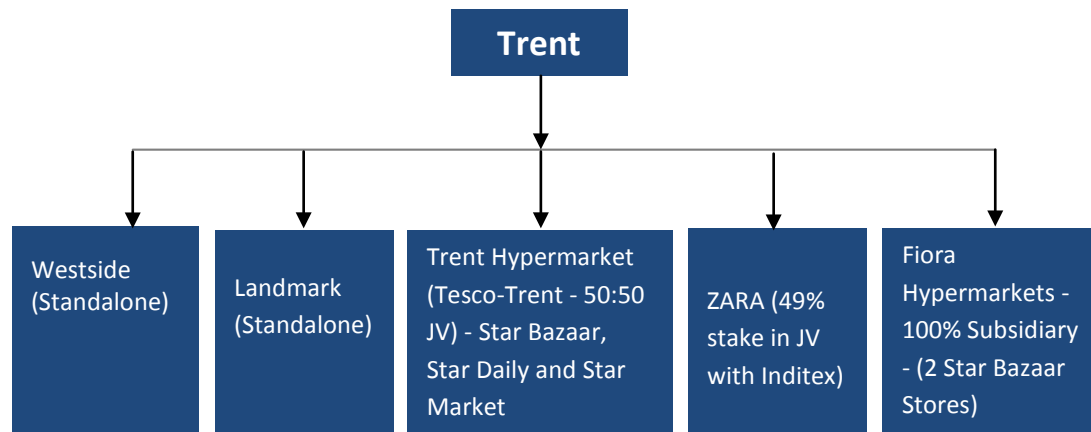 Trent
Westside
(Standalone)
Landmark
(Standalone)
Trent Hypermarket
(Tesco-Trent - 50:50
JV) - Star Bazaar,
Star Daily and Star
Market
ZARA (49%
stake in JV
with Inditex)
Fiora
Hypermarkets -
100% Subsidiary
- (2 Star Bazaar
Stores)